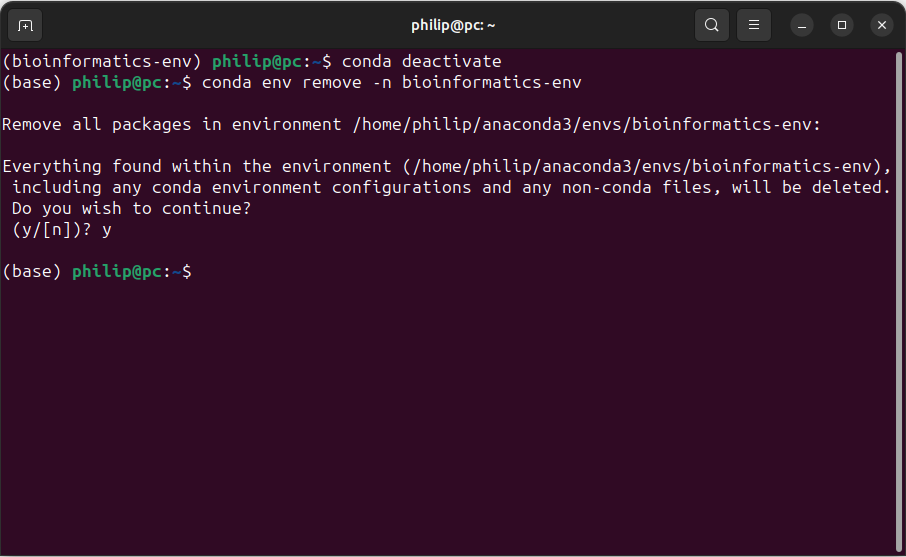 philip@pc: ~
(bioinformatics-env) philip@pc:~$ conda deactivate
(base) philip@pc:~$ conda env remove -n bioinformatics-env
Remove all packages in environment /home/philip/anaconda3/envs/bioinformatics-env:
Everything found within the environment (/home/philip/anaconda3/envs/bioinformatics-env),
including any conda environment configurations and any non-conda files, will be deleted.
Do you wish to continue?
(y/[n])? y
(base) philip@pc:~$